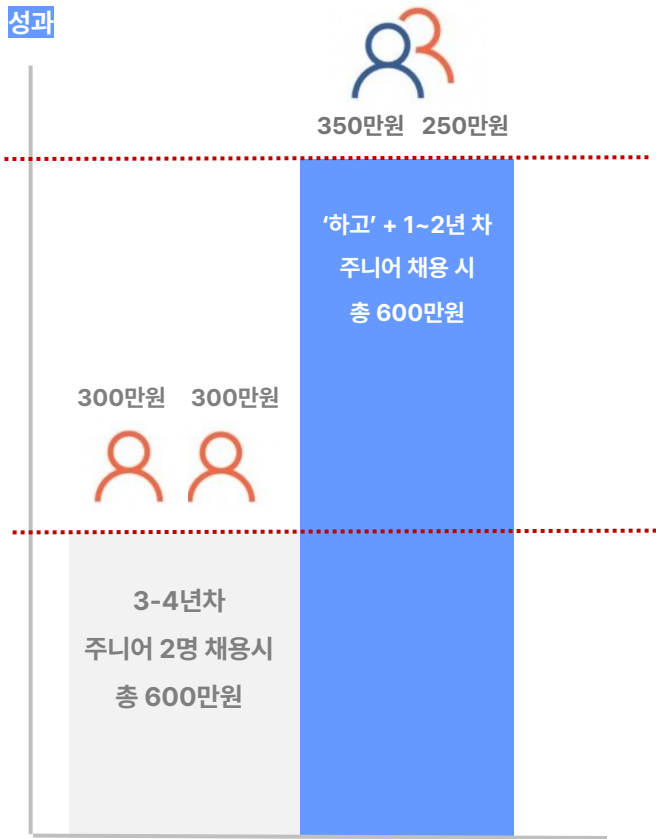 성과
350만원 250만원
‘하고’ + 1~2년 차
주니어 채용 시
총 600만원
300만원 300만원
3-4년차
주니어 2명 채용시
총 600만원